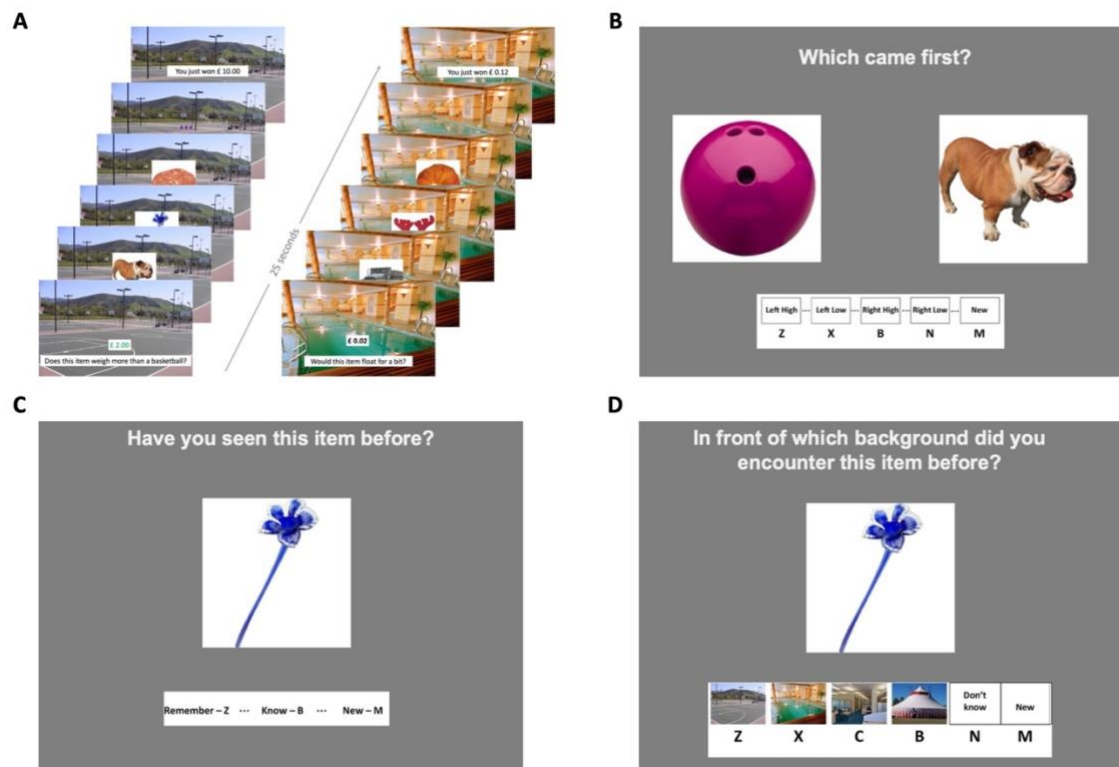 A
You just won £ 10.00
You just won £ 0.12
25 seconds
£ 2.00
Does this item weigh more than a basketball?
£ 0.02
Would this item float for a bit?
B
Which came first?
Left High ... Left Low ... Right High ... Right Low ... New
Z X B N M
C
Have you seen this item before?
Remember – Z ... Know – B ... New – M
D
In front of which background did you
encounter this item before?
Don't
know
New
Z X C B N M